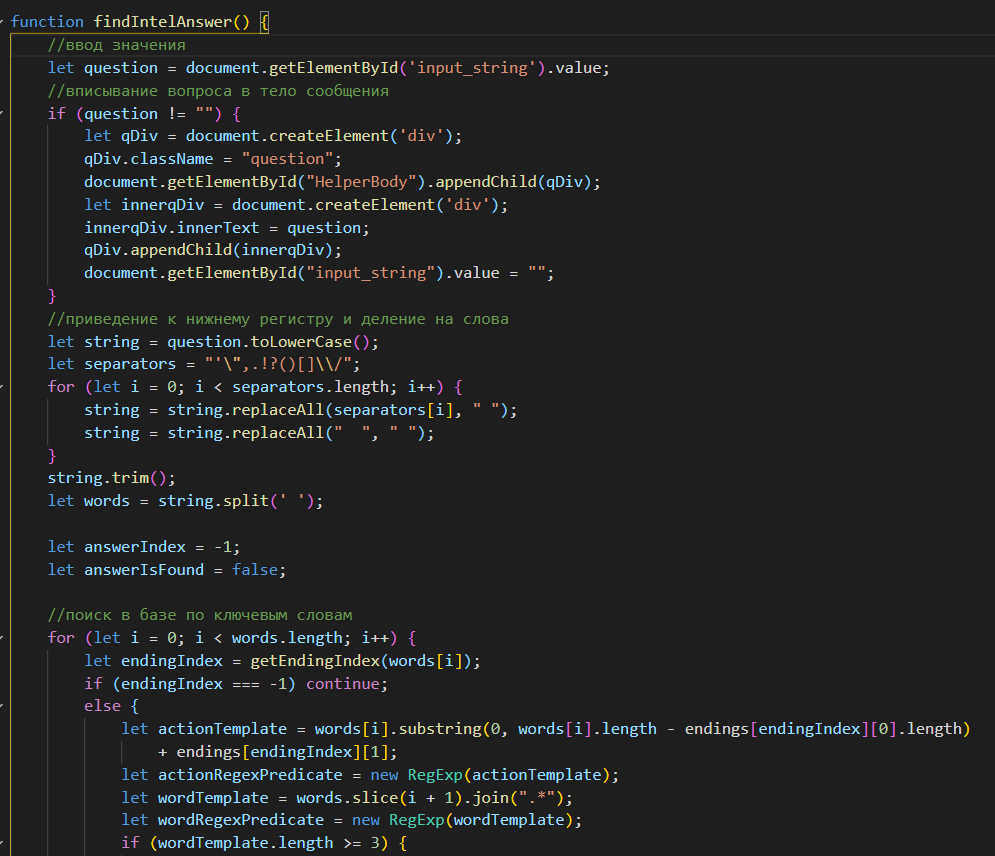 function findIntelAnswer() {
    //ввод значения
    let question = document.getElementById('input_string').value;
    //вписывание вопроса в тело сообщения
    if (question != "") {
        let qDiv = document.createElement('div');
        qDiv.className = "question";
        document.getElementById("HelperBody").appendChild(qDiv);
        let innerqDiv = document.createElement('div');
        innerqDiv.innerText = question;
        qDiv.appendChild(innerqDiv);
        document.getElementById("input_string").value = "";
    }
    //приведение к нижнему регистру и деление на слова
    let string = question.toLowerCase();
    let separators = "'\",.!?()[]\\/";
    for (let i = 0; i < separators.length; i++) {
        string = string.replaceAll(separators[i], " ");
        string = string.replaceAll("  ", " ");
    }
    string.trim();
    let words = string.split(' ');

    let answerIndex = -1;
    let answerIsFound = false;

    //поиск в базе по ключевым словам
    for (let i = 0; i < words.length; i++) {
        let endingIndex = getEndingIndex(words[i]);
        if (endingIndex === -1) continue;
        else {
            let actionTemplate = words[i].substring(0, words[i].length - endings[endingIndex][0].length)
                + endings[endingIndex][1];
            let actionRegexPredicate = new RegExp(actionTemplate);
            let wordTemplate = words.slice(i + 1).join(".*");
            let wordRegexPredicate = new RegExp(wordTemplate);
            if (wordTemplate.length >= 3) {